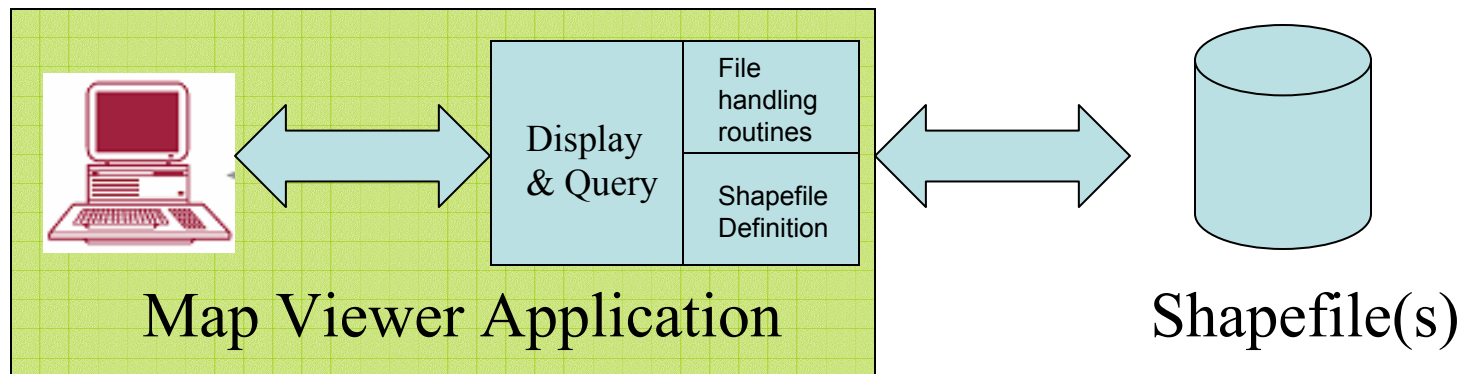 Display
& Query
File
handling
routines
Shapefile
Definition
Map Viewer Application
Shapefile(s)